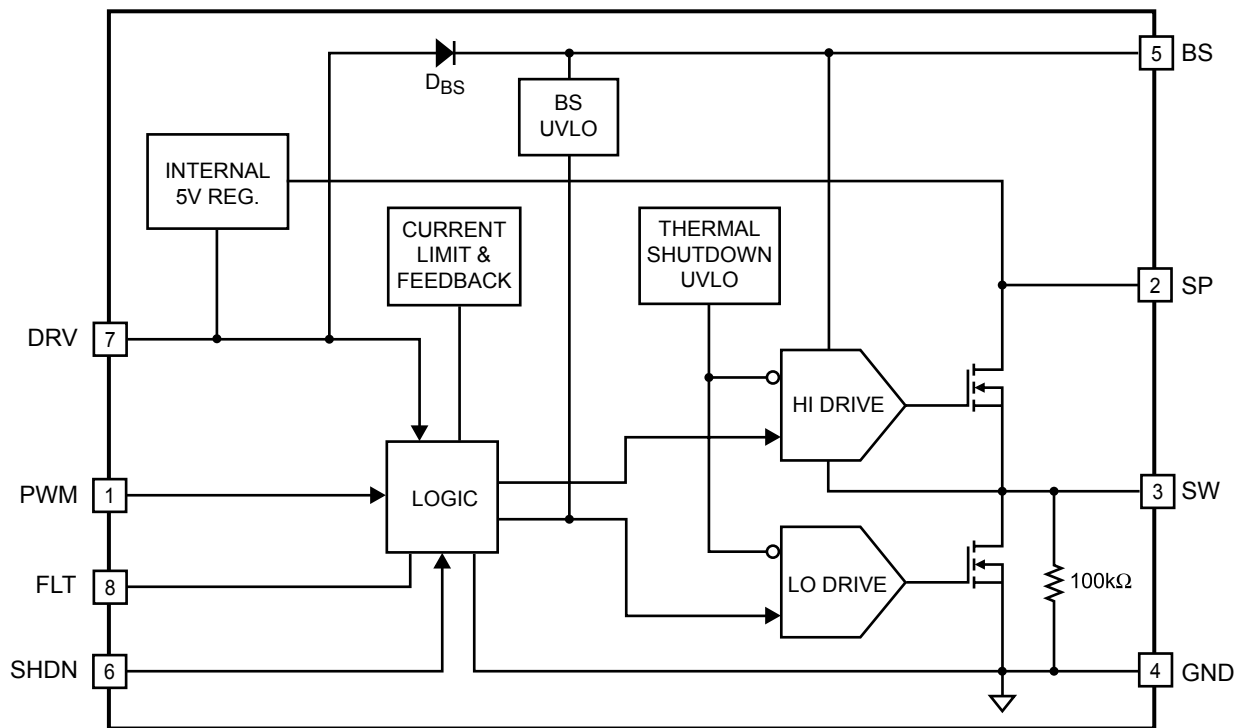 5 BS
D_BS
BS
UVLO
INTERNAL
5V REG.
CURRENT
LIMIT &
FEEDBACK
THERMAL
SHUTDOWN
UVLO
2 SP
DRV 7
HI DRIVE
PWM 1
LOGIC
3 SW
FLT 8
LO DRIVE
100kΩ
SHDN 6
4 GND